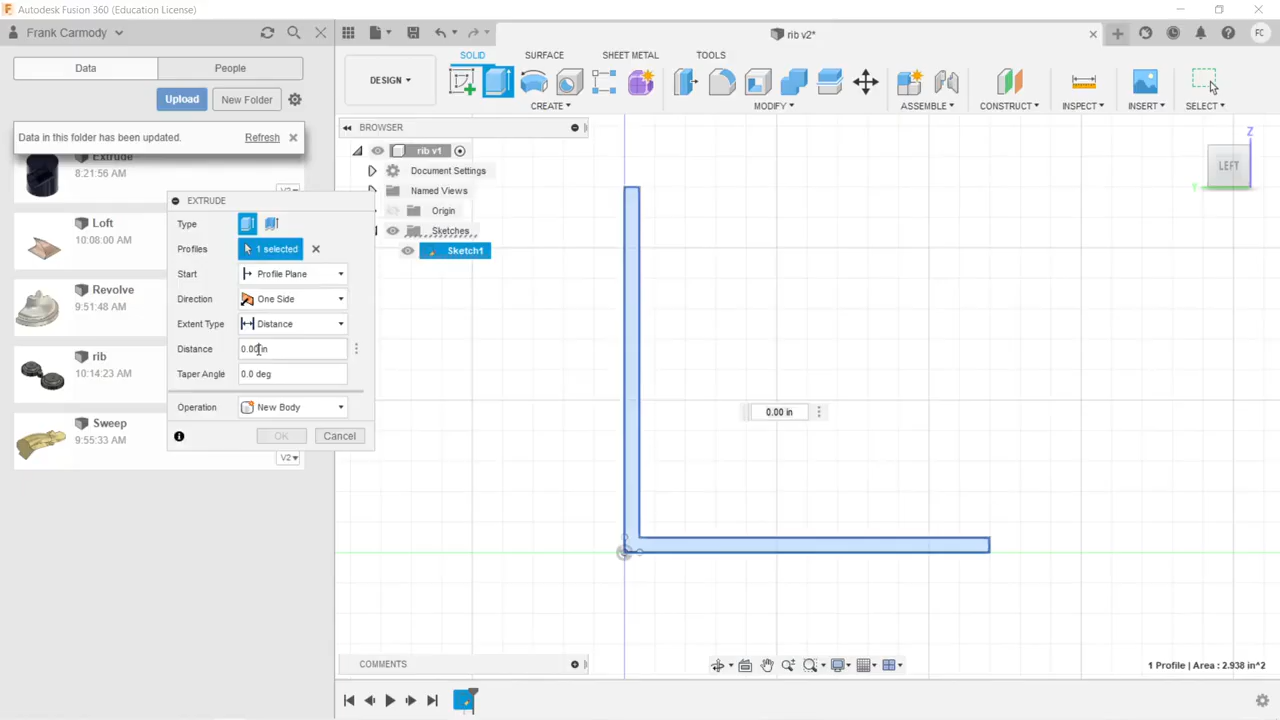 Autodesk Fusion 360 (Education License)
Frank Carmody
rib v2*
FC
Data
People
Upload
New Folder
Data in this folder has been updated.
Refresh
Extrude
8:21:56 AM
Loft
10:08:00 AM
Revolve
9:51:48 AM
rib
10:14:23 AM
Sweep
9:55:33 AM
V2
DESIGN
SOLID
SURFACE
SHEET METAL
TOOLS
CREATE
MODIFY
ASSEMBLE
CONSTRUCT
INSPECT
INSERT
SELECT
BROWSER
rib v1
Document Settings
Named Views
Origin
Sketches
Sketch1
EXTRUDE
Type
Profiles
1 selected
Start
Profile Plane
Direction
One Side
Extent Type
Distance
Distance
0.00 in
Taper Angle
0.0 deg
Operation
New Body
OK
Cancel
0.00 in
Z
LEFT
Y
COMMENTS
1 Profile | Area : 2.938 in^2